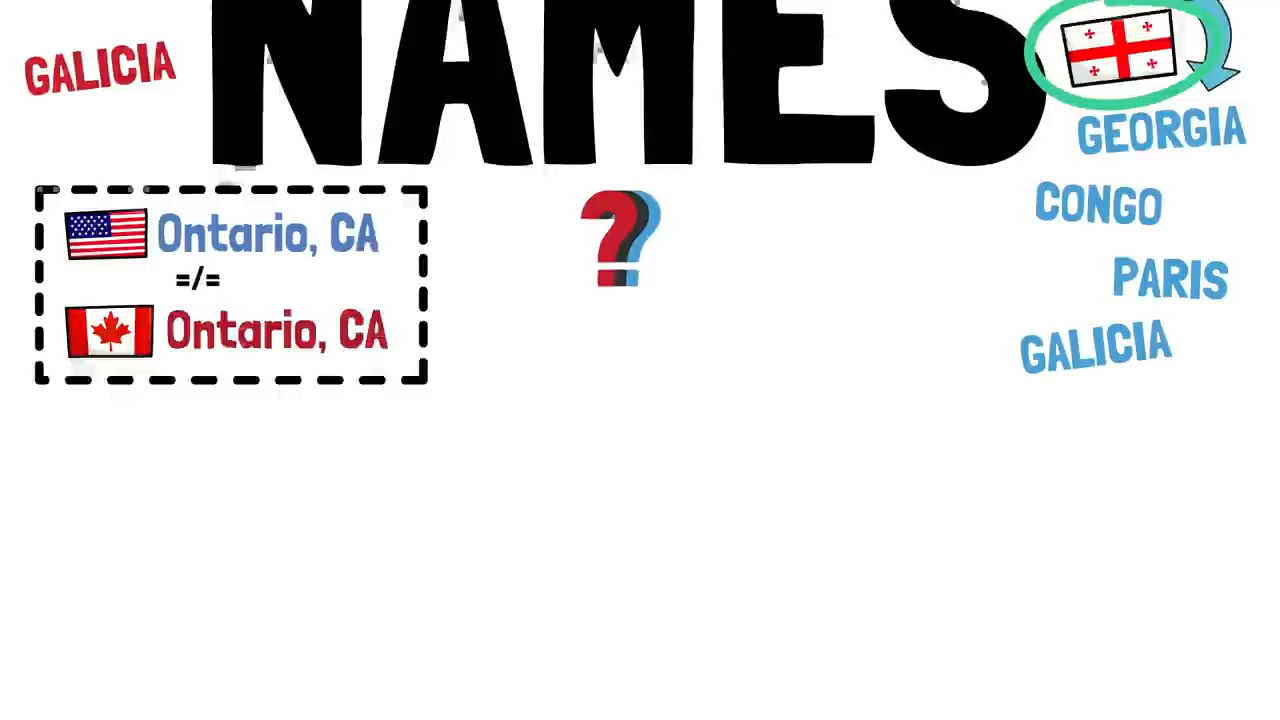 NAMES
GALICIA
GEORGIA
Ontario, CA
=/=
Ontario, CA
?
CONGO
PARIS
GALICIA